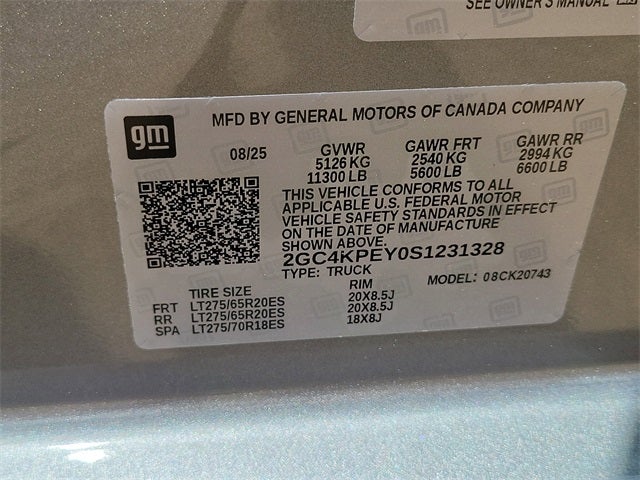 SEE OWNER'S MANUAL
gm
MFD BY GENERAL MOTORS OF CANADA COMPANY
08/25 GVWR GAWR FRT GAWR RR
5126 KG 2540 KG 2994 KG
11300 LB 5600 LB 6600 LB
THIS VEHICLE CONFORMS TO ALL
APPLICABLE U.S. FEDERAL MOTOR
VEHICLE SAFETY STANDARDS IN EFFECT
ON THE DATE OF MANUFACTURE
SHOWN ABOVE.
2GC4KPEY0S1231328
TYPE: TRUCK MODEL: 08CK20743
TIRE SIZE RIM
FRT LT275/65R20ES 20X8.5J
RR LT275/65R20ES 20X8.5J
SPA LT275/70R18ES 18X8J